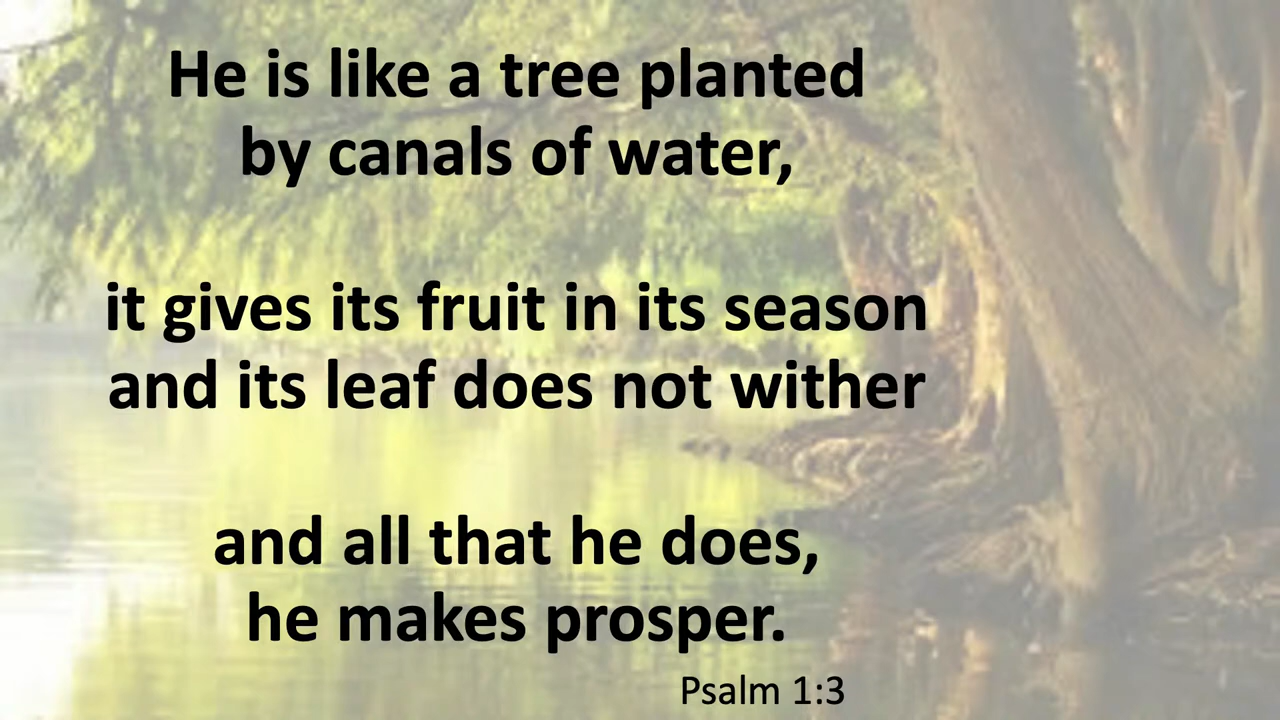 He is like a tree planted
by canals of water,
it gives its fruit in its season
and its leaf does not wither
and all that he does,
he makes prosper.
Psalm 1:3